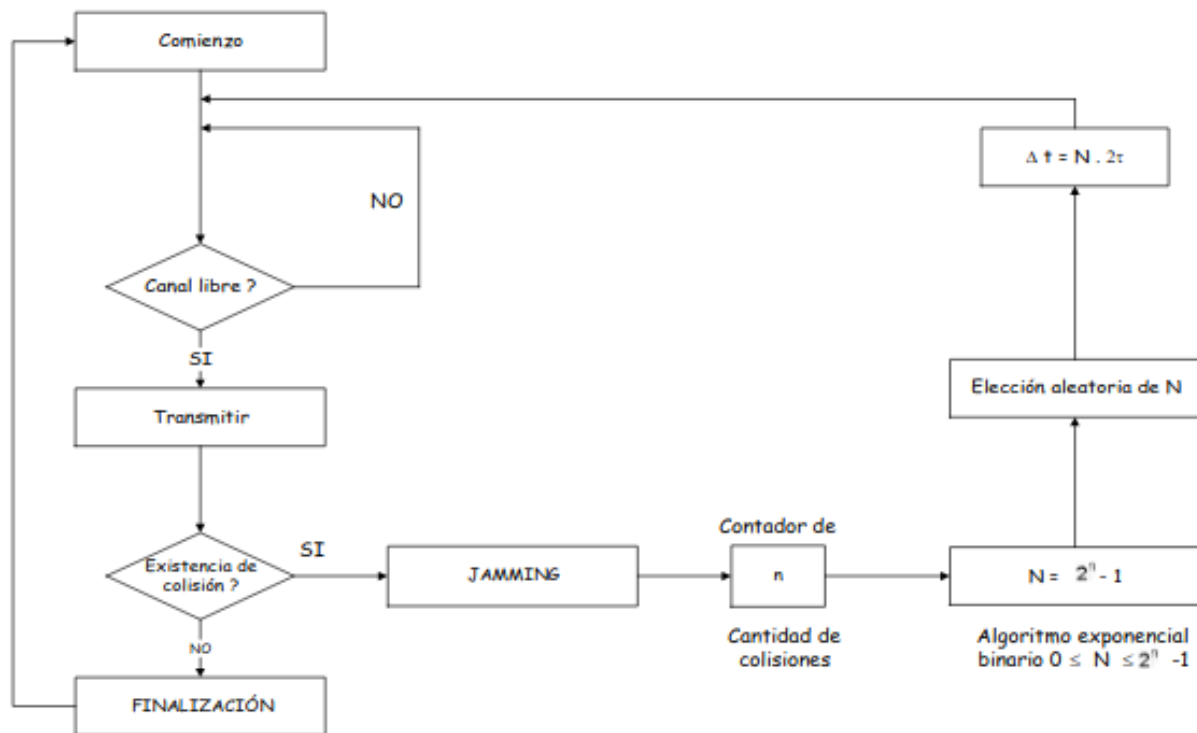 Comienzo
Δ t = N . 2τ
NO
Canal libre ?
SI
Elección aleatoria de N
Transmitir
Contador de
Existencia de
colisión ?
SI
JAMMING
n
N = 2ⁿ - 1
Cantidad de
colisiones
Algoritmo exponencial
binario 0 ≤ N ≤ 2ⁿ -1
NO
FINALIZACIÓN